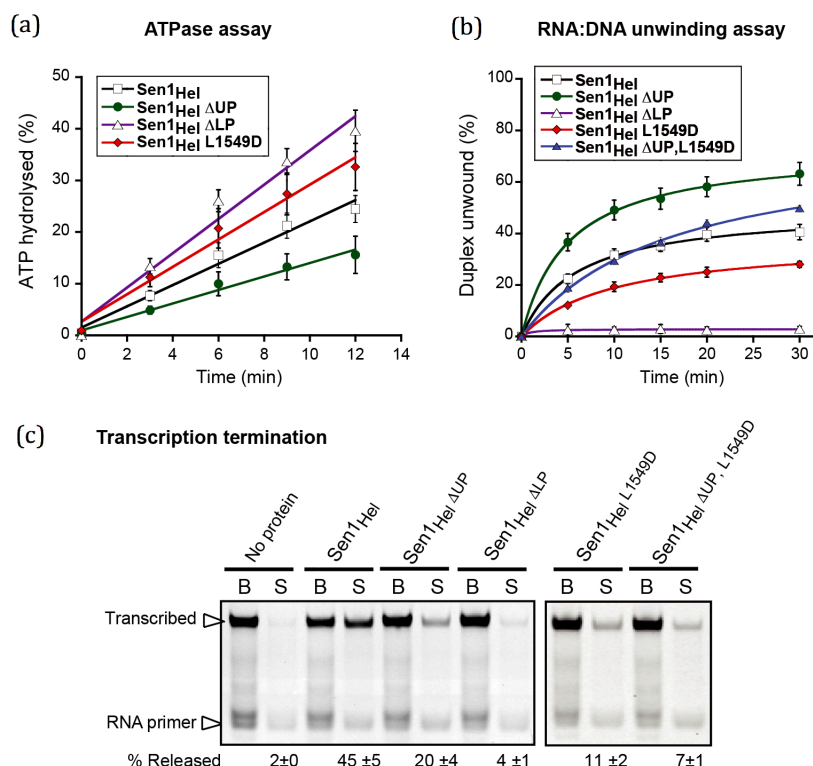 (a) ATPase assay
50
40
30
20
10
0
ATP hydrolysed (%)
Sen1Hel
Sen1Hel ΔUP
Sen1Hel ΔLP
Sen1Hel L1549D
0 2 4 6 8 10 12 14
Time (min)
(b) RNA:DNA unwinding assay
100
80
60
40
20
0
Duplex unwound (%)
Sen1Hel
Sen1Hel ΔUP
Sen1Hel ΔLP
Sen1Hel L1549D
Sen1Hel ΔUP,L1549D
0 5 10 15 20 30
Time (min)
(c) Transcription termination
No protein
Sen1Hel
Sen1Hel ΔUP
Sen1Hel ΔLP
Sen1Hel L1549D
Sen1Hel ΔUP, L1549D
B S B S B S B S B S B S
Transcribed
RNA primer
% Released 2±0 45 ±5 20 ±4 4 ±1 11 ±2 7±1